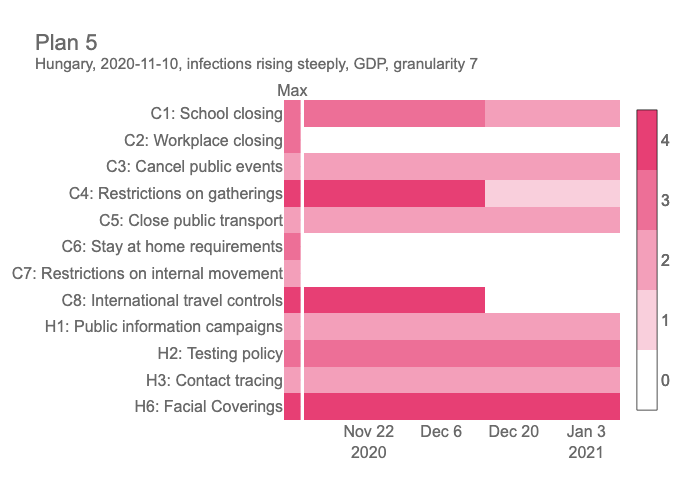 Plan 5
Hungary, 2020-11-10, infections rising steeply, GDP, granularity 7
Max
C1: School closing
C2: Workplace closing
C3: Cancel public events
C4: Restrictions on gatherings
C5: Close public transport
C6: Stay at home requirements
C7: Restrictions on internal movement
C8: International travel controls
H1: Public information campaigns
H2: Testing policy
H3: Contact tracing
H6: Facial Coverings
Nov 22 Dec 6 Dec 20 Jan 3
2020 2021
4
3
2
1
0